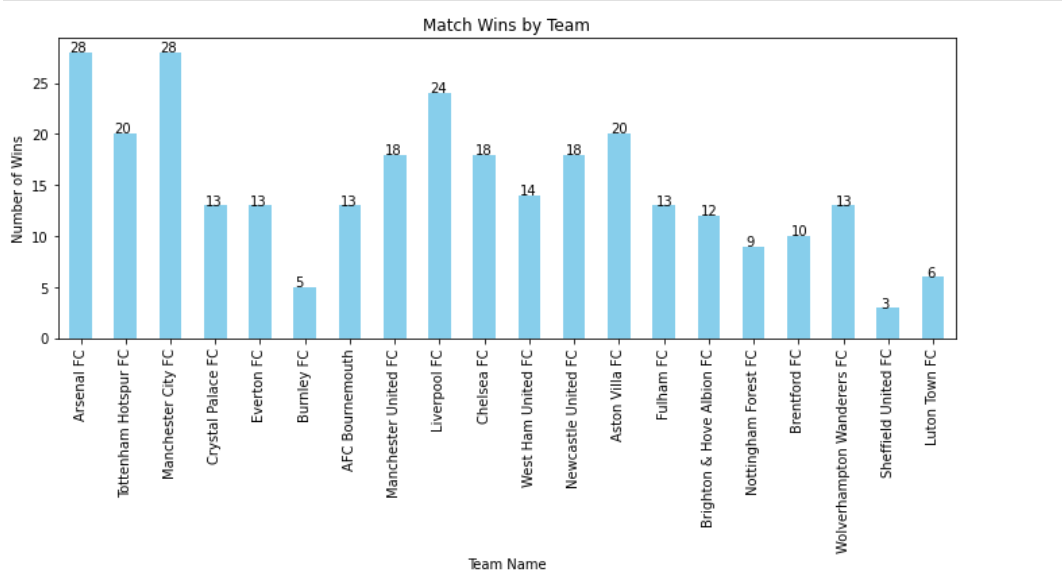 Match Wins by Team
Number of Wins
25
20
15
10
5
0
28
20
28
13
13
5
13
18
24
18
14
18
20
13
12
9
10
13
3
6
Arsenal FC
Tottenham Hotspur FC
Manchester City FC
Crystal Palace FC
Everton FC
Burnley FC
AFC Bournemouth
Manchester United FC
Liverpool FC
Chelsea FC
West Ham United FC
Newcastle United FC
Aston Villa FC
Fulham FC
Brighton & Hove Albion FC
Nottingham Forest FC
Brentford FC
Wolverhampton Wanderers FC
Sheffield United FC
Luton Town FC
Team Name